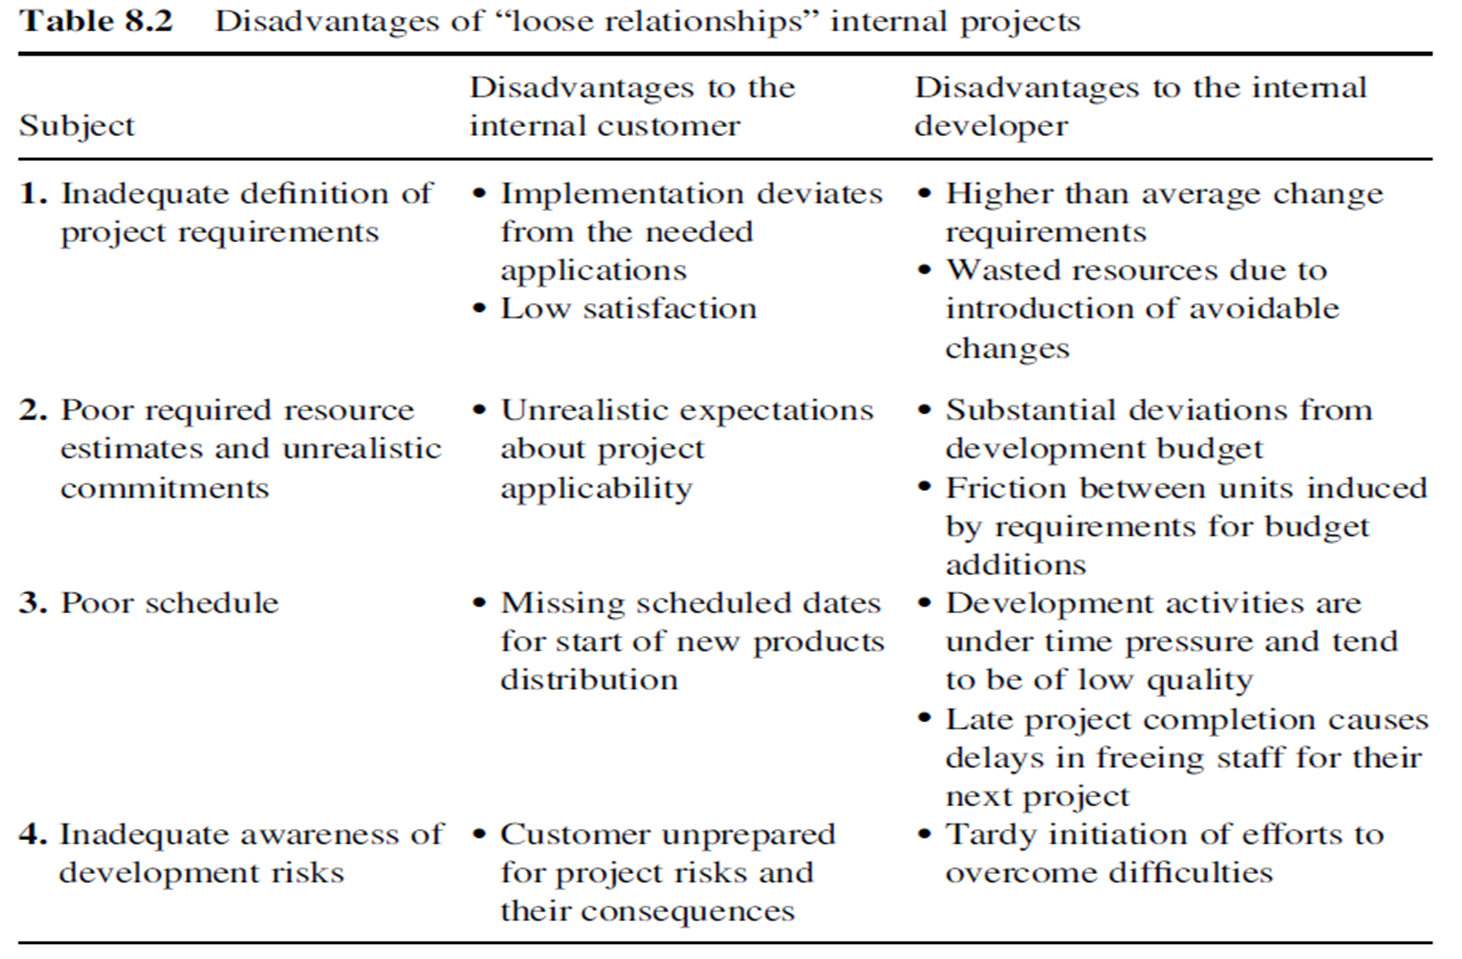 Table 8.2 Disadvantages of “loose relationships” internal projects
Subject
Disadvantages to the
internal customer
Disadvantages to the internal
developer
1. Inadequate definition of
project requirements
• Implementation deviates
from the needed
applications
• Low satisfaction
• Higher than average change
requirements
• Wasted resources due to
introduction of avoidable
changes
2. Poor required resource
estimates and unrealistic
commitments
• Unrealistic expectations
about project
applicability
• Substantial deviations from
development budget
• Friction between units induced
by requirements for budget
additions
3. Poor schedule
• Missing scheduled dates
for start of new products
distribution
• Development activities are
under time pressure and tend
to be of low quality
• Late project completion causes
delays in freeing staff for their
next project
4. Inadequate awareness of
development risks
• Customer unprepared
for project risks and
their consequences
• Tardy initiation of efforts to
overcome difficulties